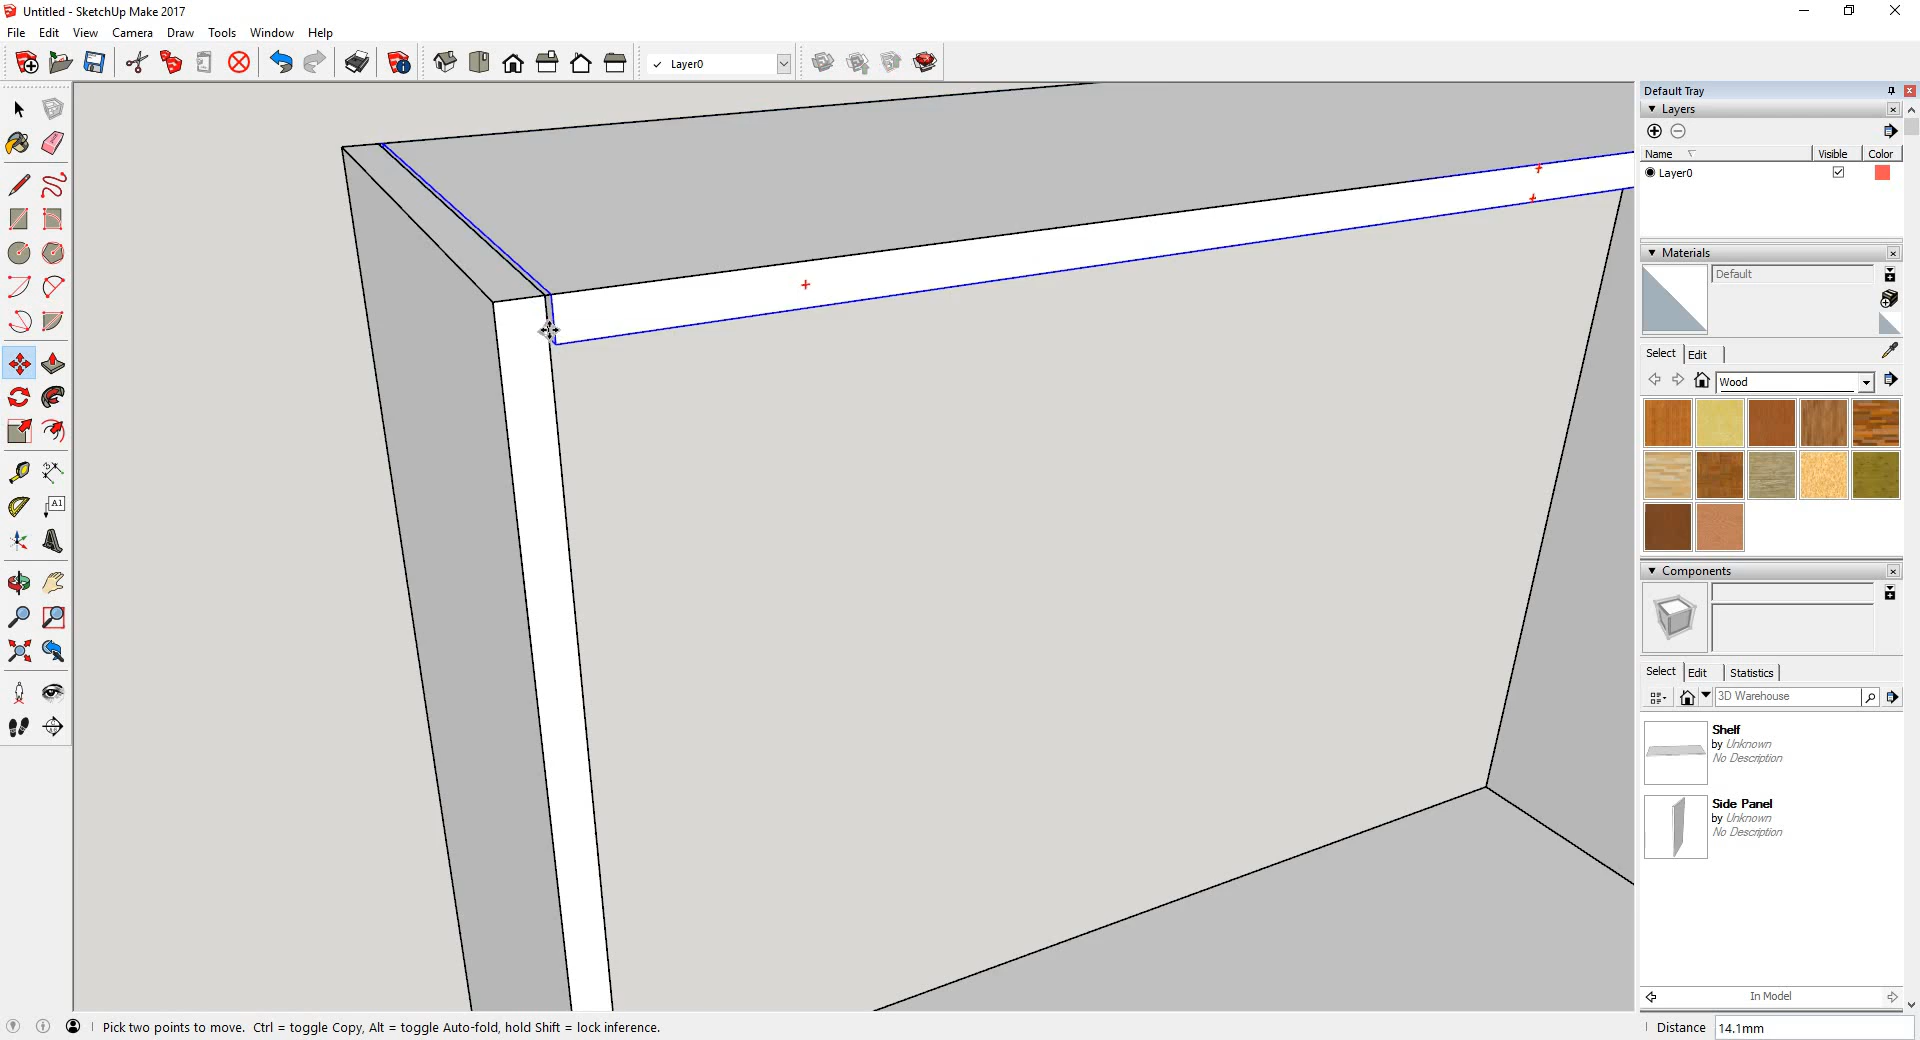 Untitled - SketchUp Make 2017
File Edit View Camera Draw Tools Window Help
Layer0
Default Tray
Layers
Name Visible Color
Layer0
Materials
Default
Select Edit
Wood
A1
Components
Select Edit Statistics
3D Warehouse
Shelf
by Unknown
No Description
Side Panel
by Unknown
No Description
In Model
Pick two points to move. Ctrl = toggle Copy, Alt = toggle Auto-fold, hold Shift = lock inference.
Distance 14.1mm